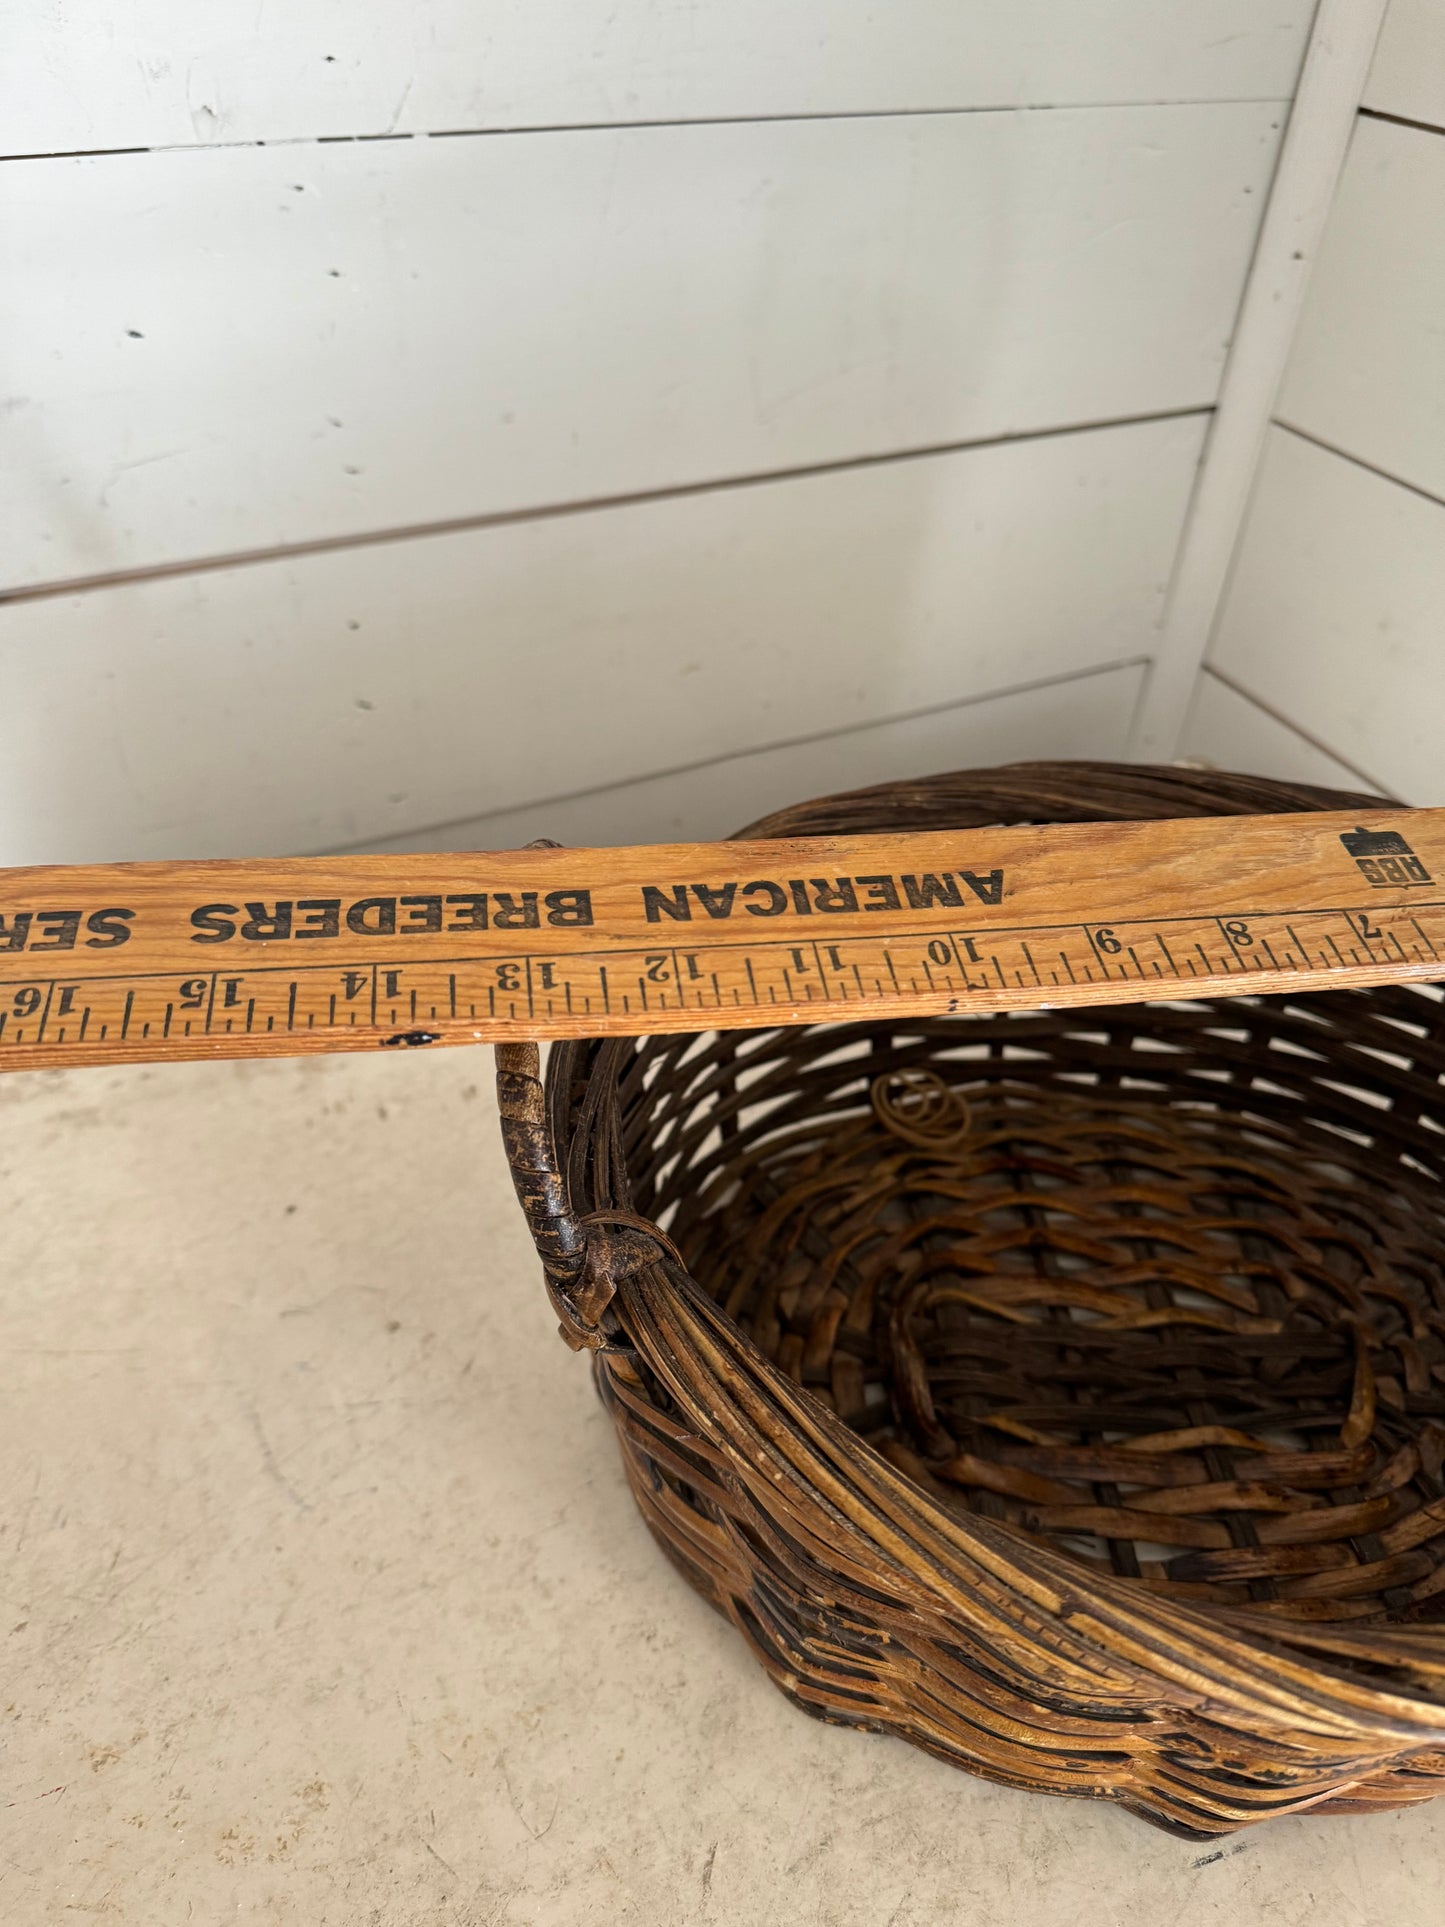 ABS
AMERICAN BREEDERS SER
7 8 9 10 11 12 13 14 15 16